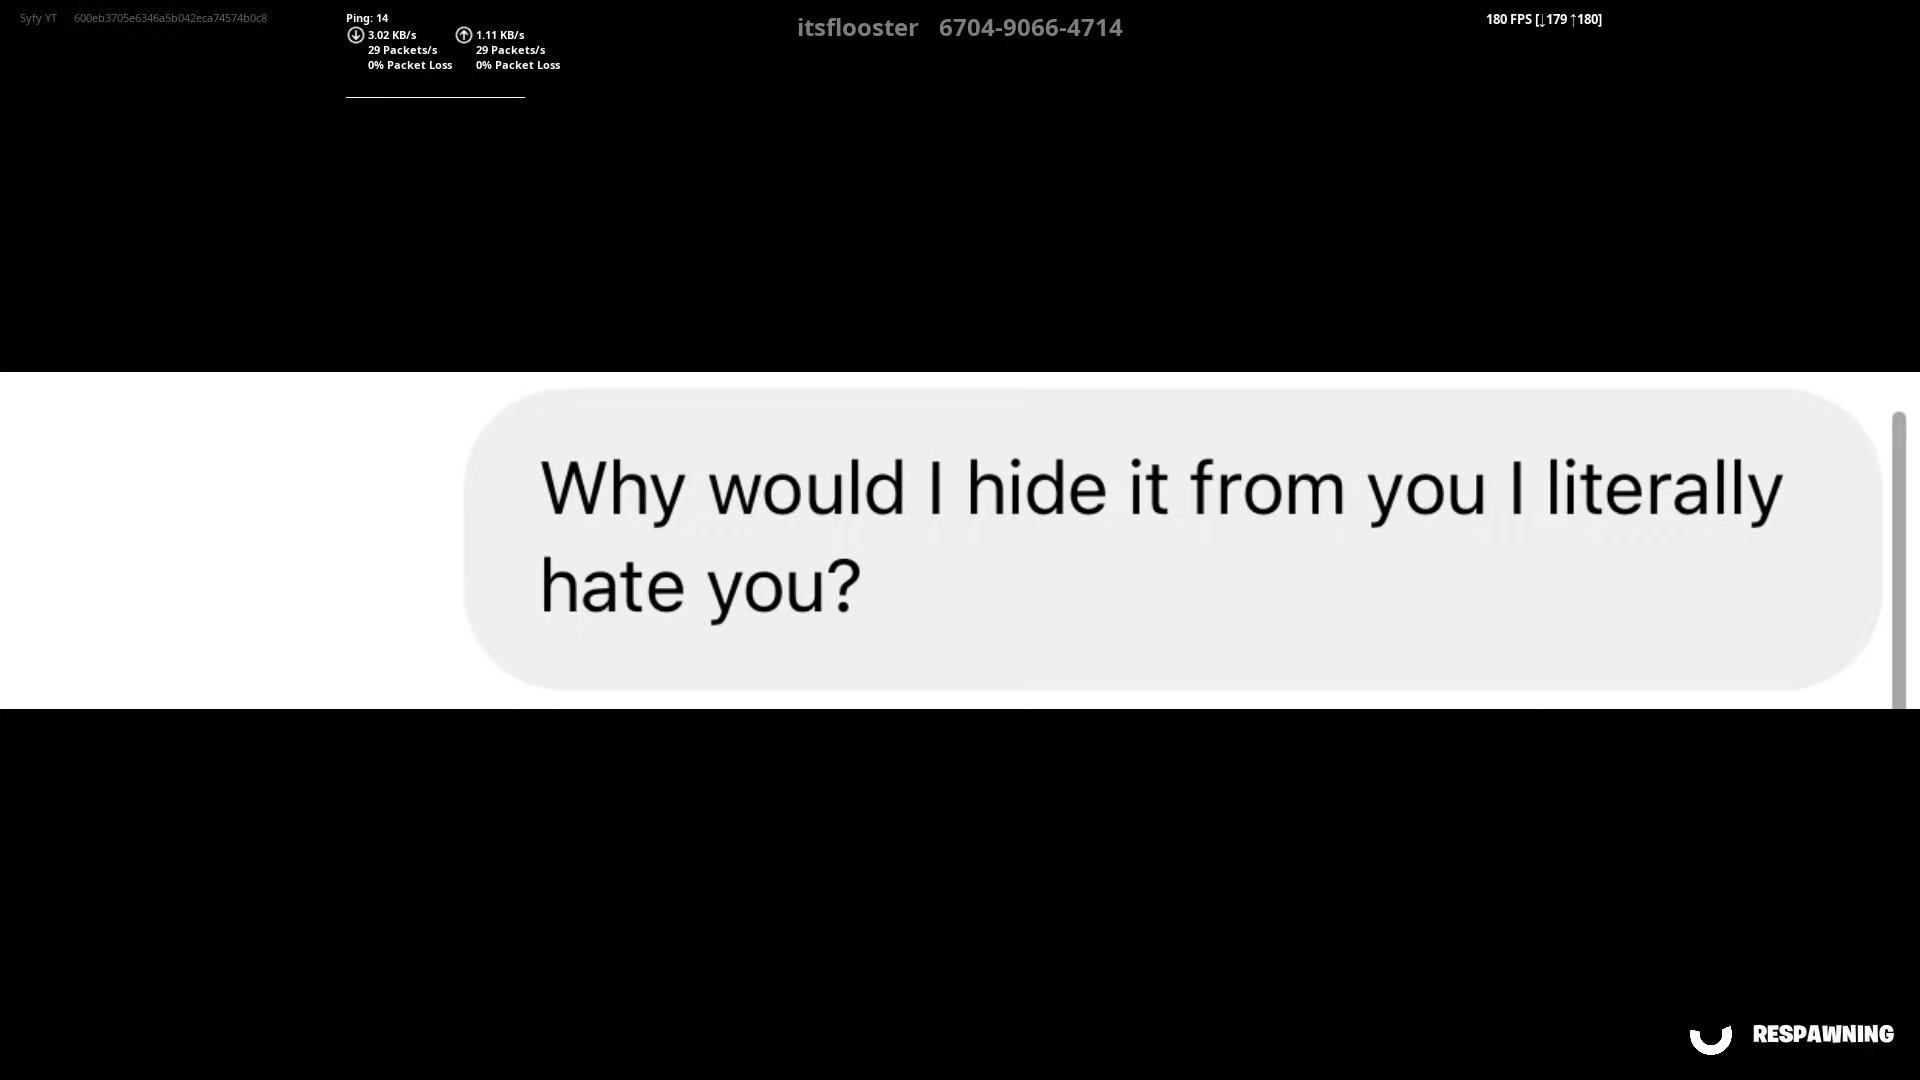 Syfy YT 600eb3705e6346a5b042eca74574b0c8
Ping: 14
3.02 KB/s 1.11 KB/s
29 Packets/s 29 Packets/s
0% Packet Loss 0% Packet Loss
itsflooster 6704-9066-4714
180 FPS [↓179 ↑180]
Why would I hide it from you I literally
hate you?
RESPAWNING